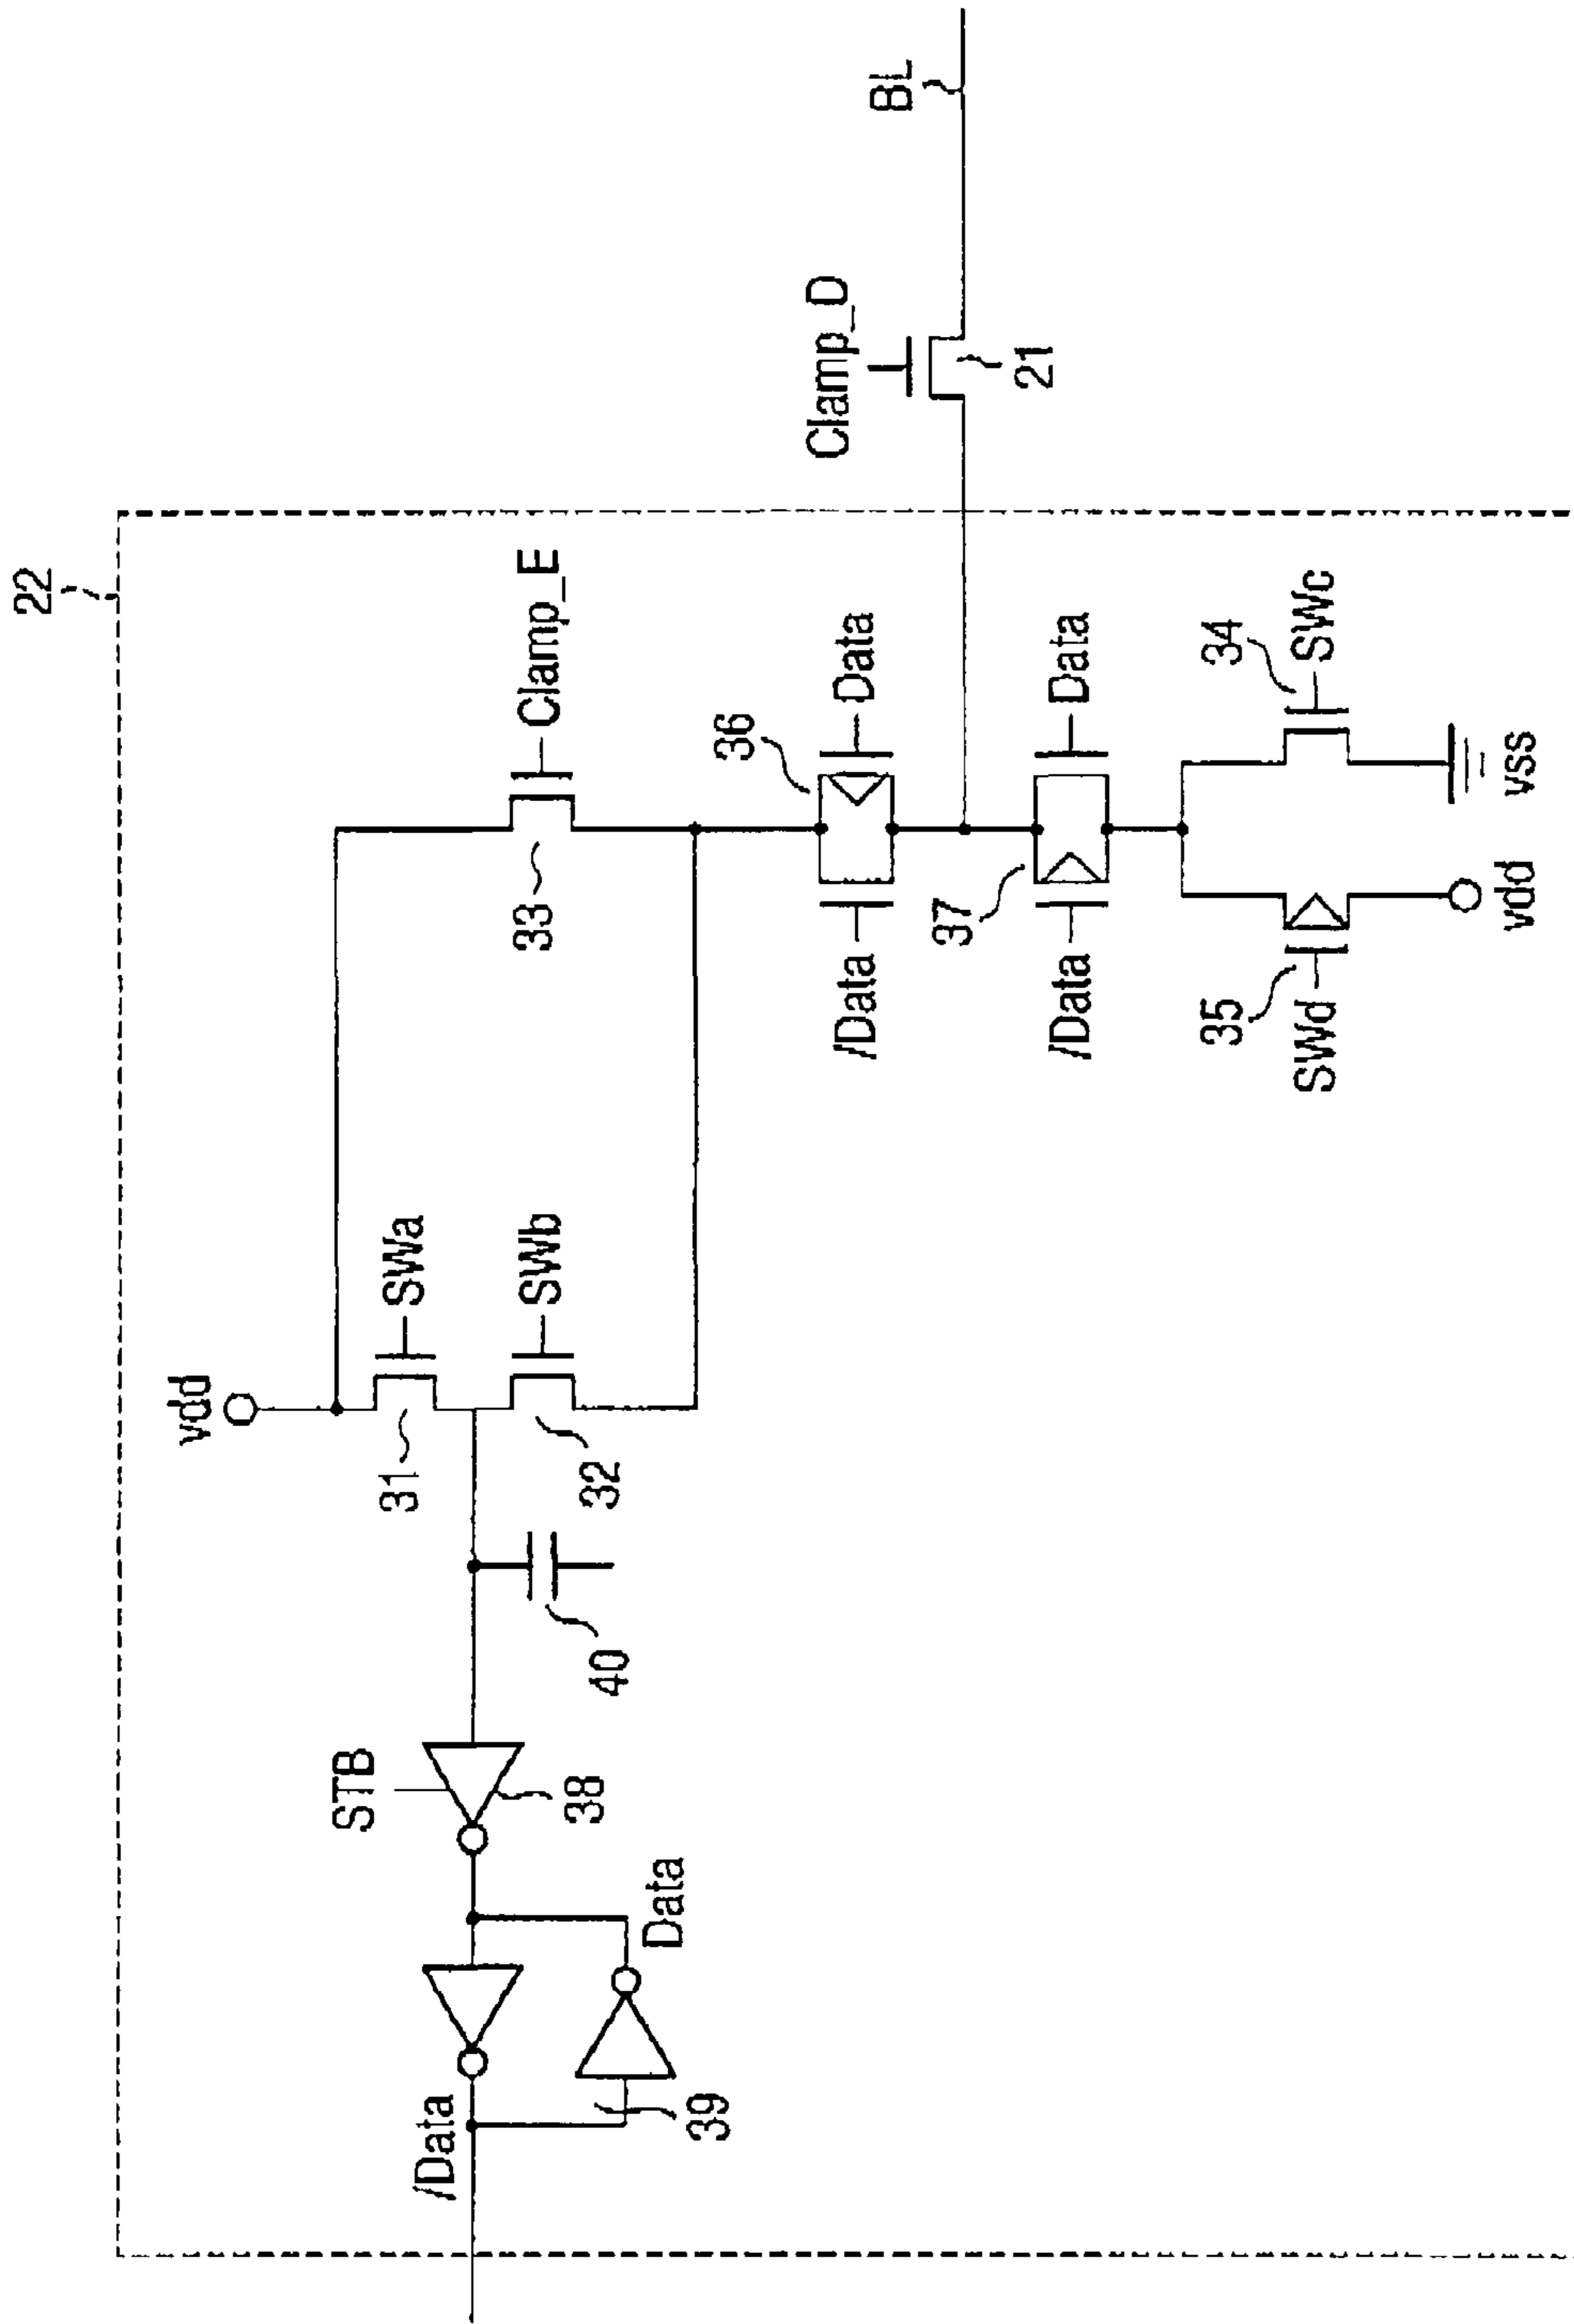 22
vdd
SWa
31
Clamp_E
33
STB
SWb
32
38
40
/Data
Data
39
36
/Data
Data
Clamp_D
21
BL
37
/Data
Data
35
SWd
34
SWc
vdd
vss